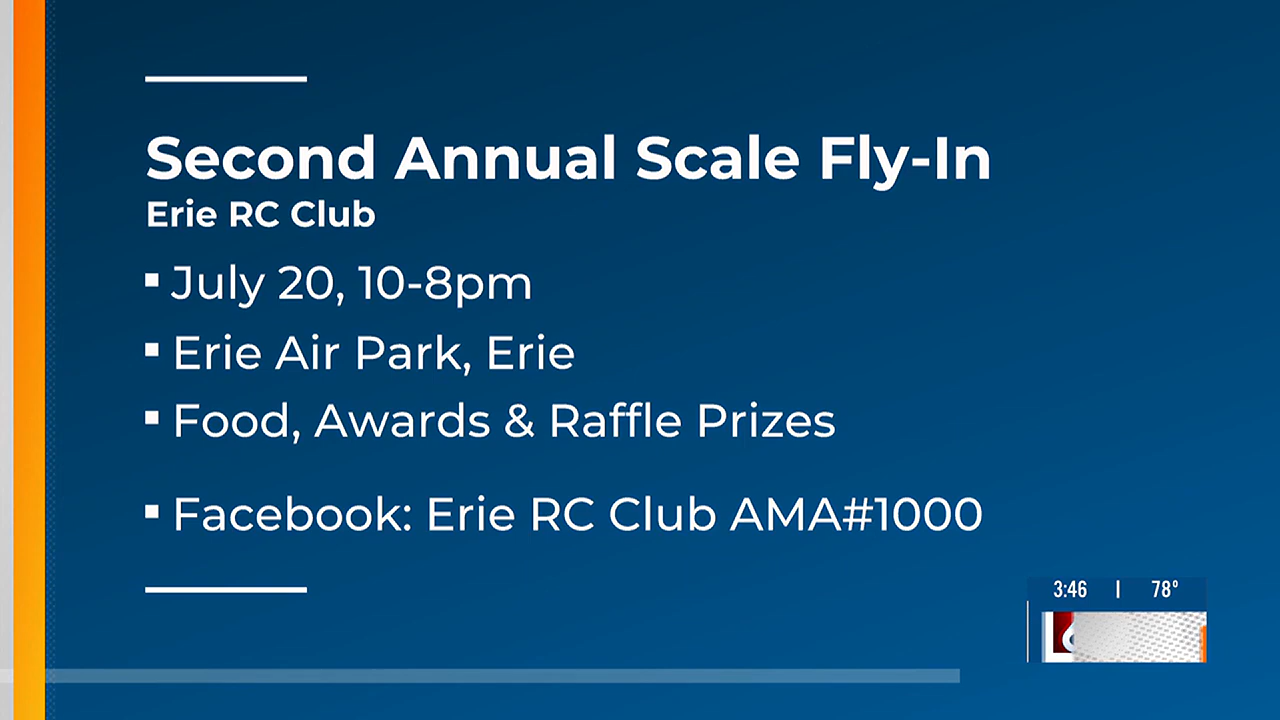 Second Annual Scale Fly-In
Erie RC Club
▪ July 20, 10-8pm
▪ Erie Air Park, Erie
▪ Food, Awards & Raffle Prizes
▪ Facebook: Erie RC Club AMA#1000
3:46 | 78°